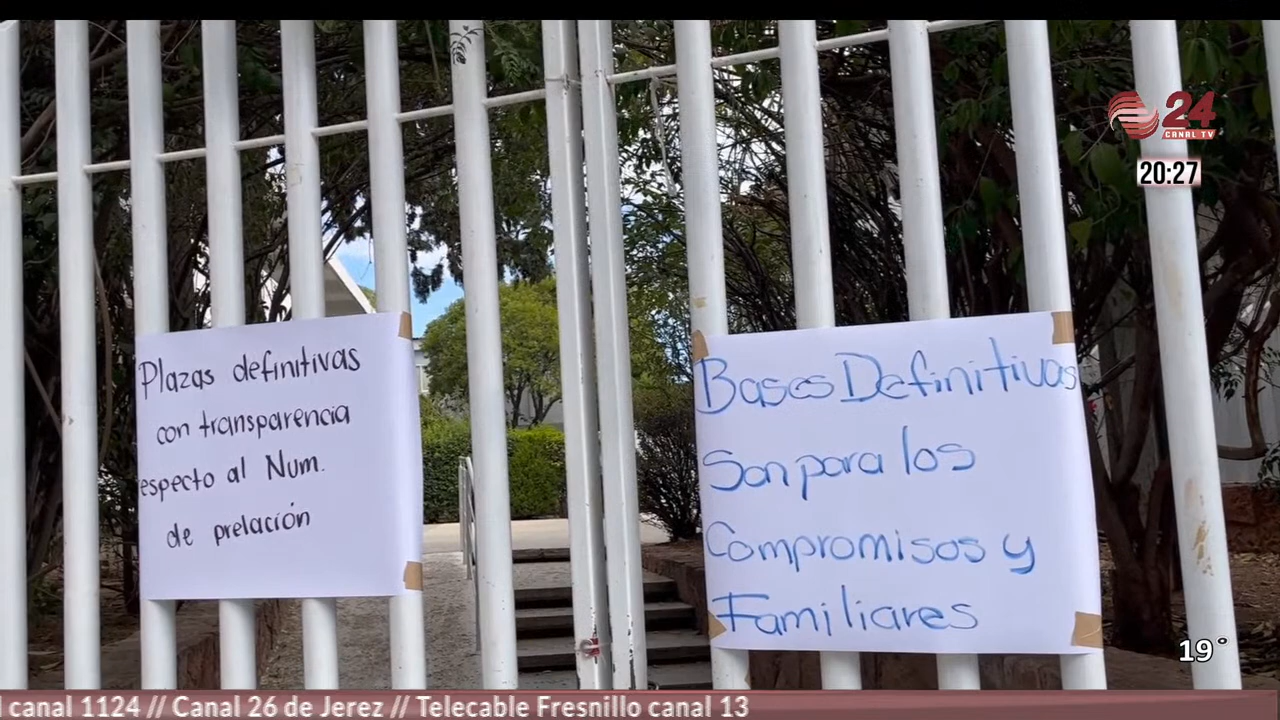 24
CANAL TV
20:27
Plazas definitivas
con transparencia
especto al Num.
de prelación
Bases Definitivas
Son para los
Compromisos y
Familiares
19°
l canal 1124 // Canal 26 de Jerez // Telecable Fresnillo canal 13